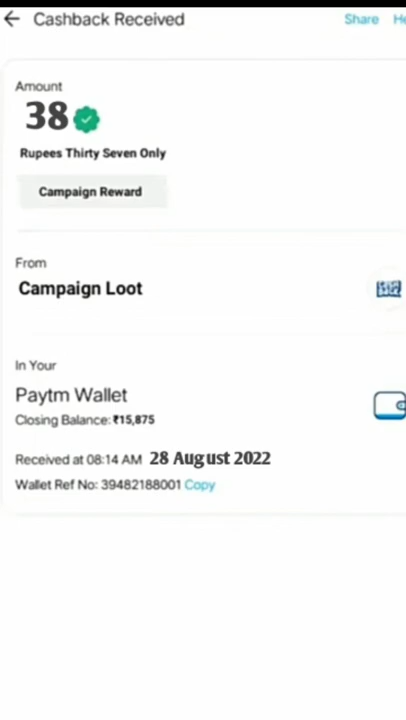 Cashback Received
Share He
Amount
38
Rupees Thirty Seven Only
Campaign Reward
From
Campaign Loot
In Your
Paytm Wallet
Closing Balance: ₹15,875
Received at 08:14 AM 28 August 2022
Wallet Ref No: 39482188001 Copy